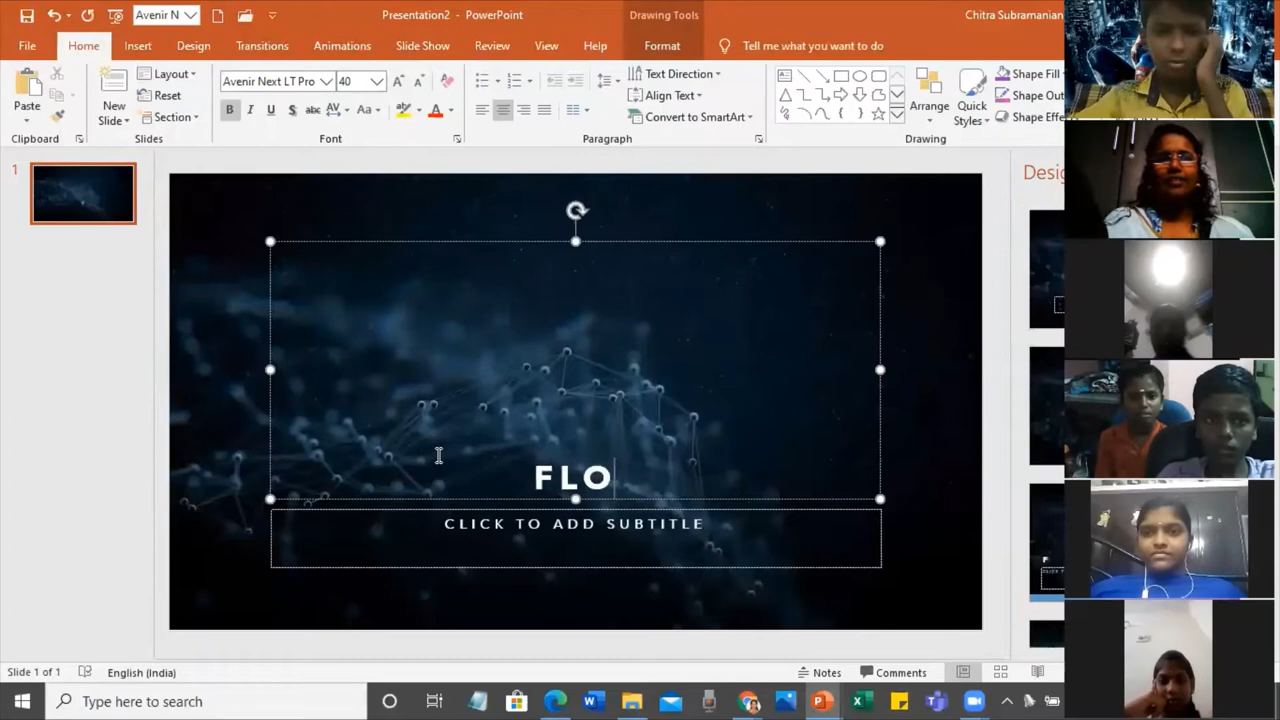 Avenir N
Presentation2 - PowerPoint
Drawing Tools
Chitra Subramanian
File
Home
Insert
Design
Transitions
Animations
Slide Show
Review
View
Help
Format
Tell me what you want to do
Paste
New
Slide
Layout
Reset
Section
Avenir Next LT Pro
40
Text Direction
Align Text
Convert to SmartArt
Arrange
Quick
Styles
Shape Fill
Shape Out
Shape Effe
Clipboard
Slides
Font
Paragraph
Drawing
1
Desi
FLO
CLICK TO ADD SUBTITLE
Slide 1 of 1
English (India)
Notes
Comments
Type here to search